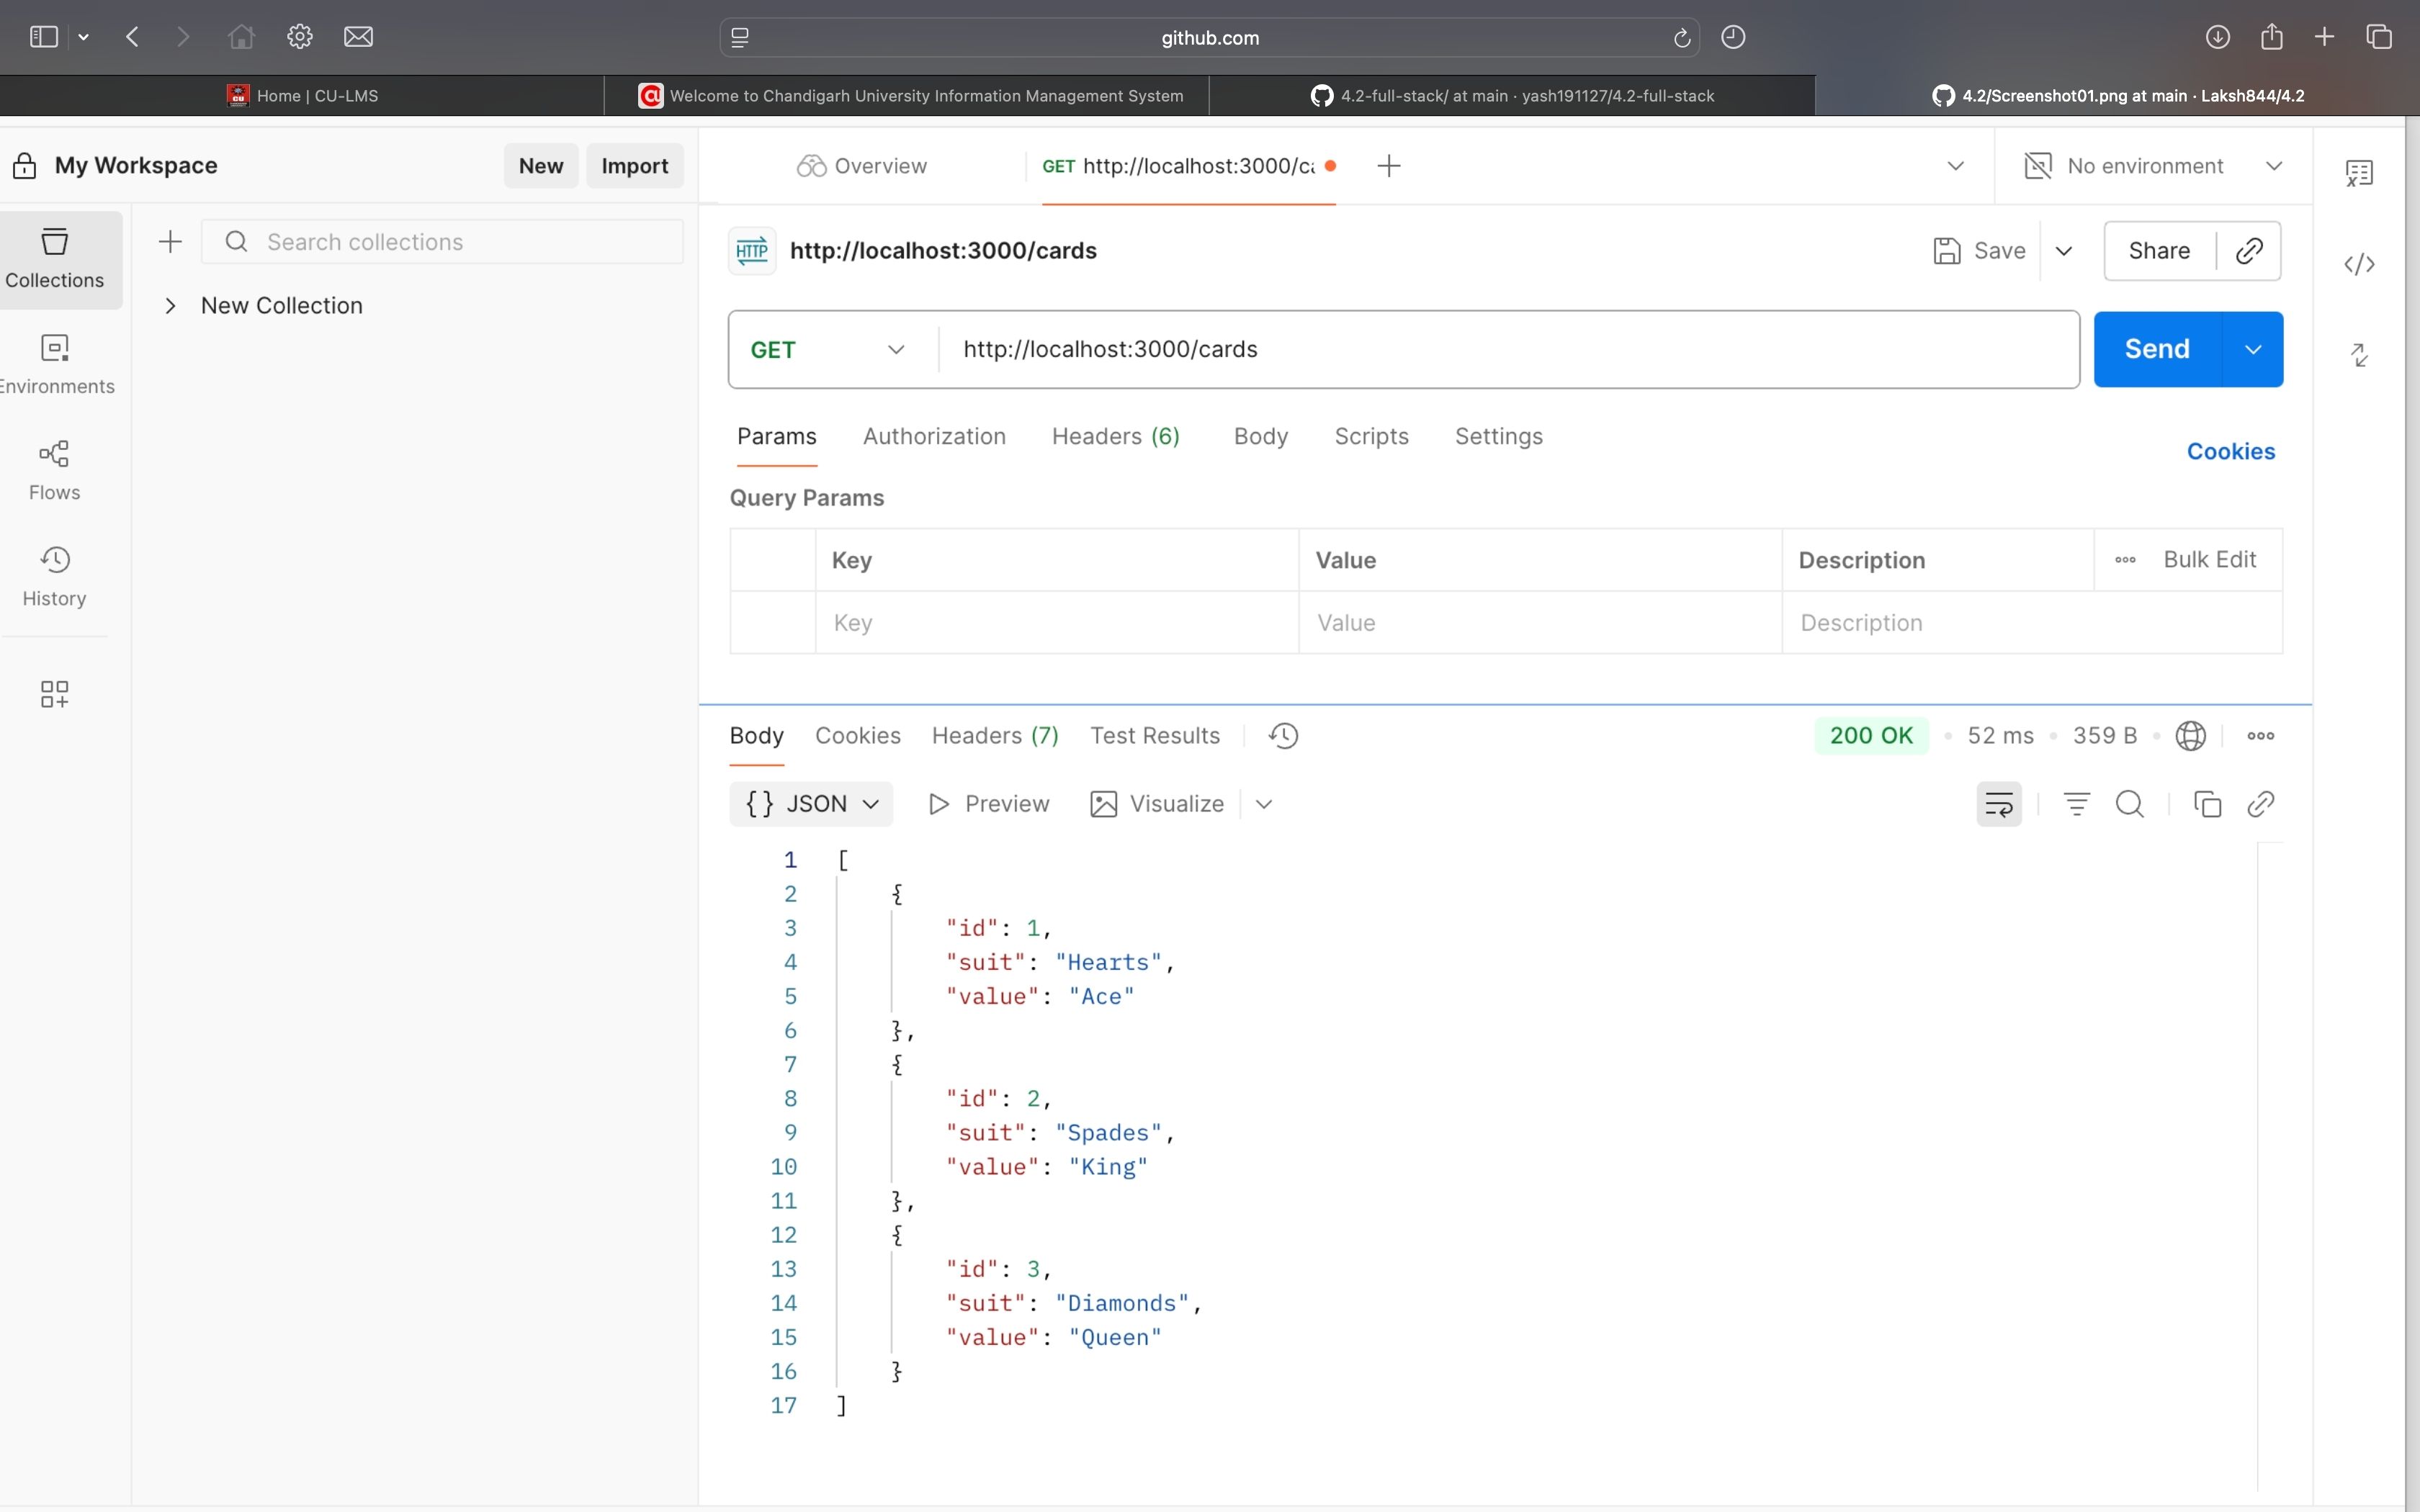 github.com
Home | CU-LMS
Welcome to Chandigarh University Information Management System
4.2-full-stack/ at main · yash191127/4.2-full-stack
4.2/Screenshot01.png at main · Laksh844/4.2
My Workspace
New
Import
Overview
GET http://localhost:3000/ca
No environment
Collections
Search collections
New Collection
Environments
Flows
History
HTTP
http://localhost:3000/cards
Save
Share
GET
http://localhost:3000/cards
Send
Params
Authorization
Headers (6)
Body
Scripts
Settings
Cookies
Query Params
Key
Value
Description
Bulk Edit
Key
Value
Description
Body
Cookies
Headers (7)
Test Results
200 OK
52 ms
359 B
{} JSON
Preview
Visualize
1 [
2 {
3 "id": 1,
4 "suit": "Hearts",
5 "value": "Ace"
6 },
7 {
8 "id": 2,
9 "suit": "Spades",
10 "value": "King"
11 },
12 {
13 "id": 3,
14 "suit": "Diamonds",
15 "value": "Queen"
16 }
17 ]